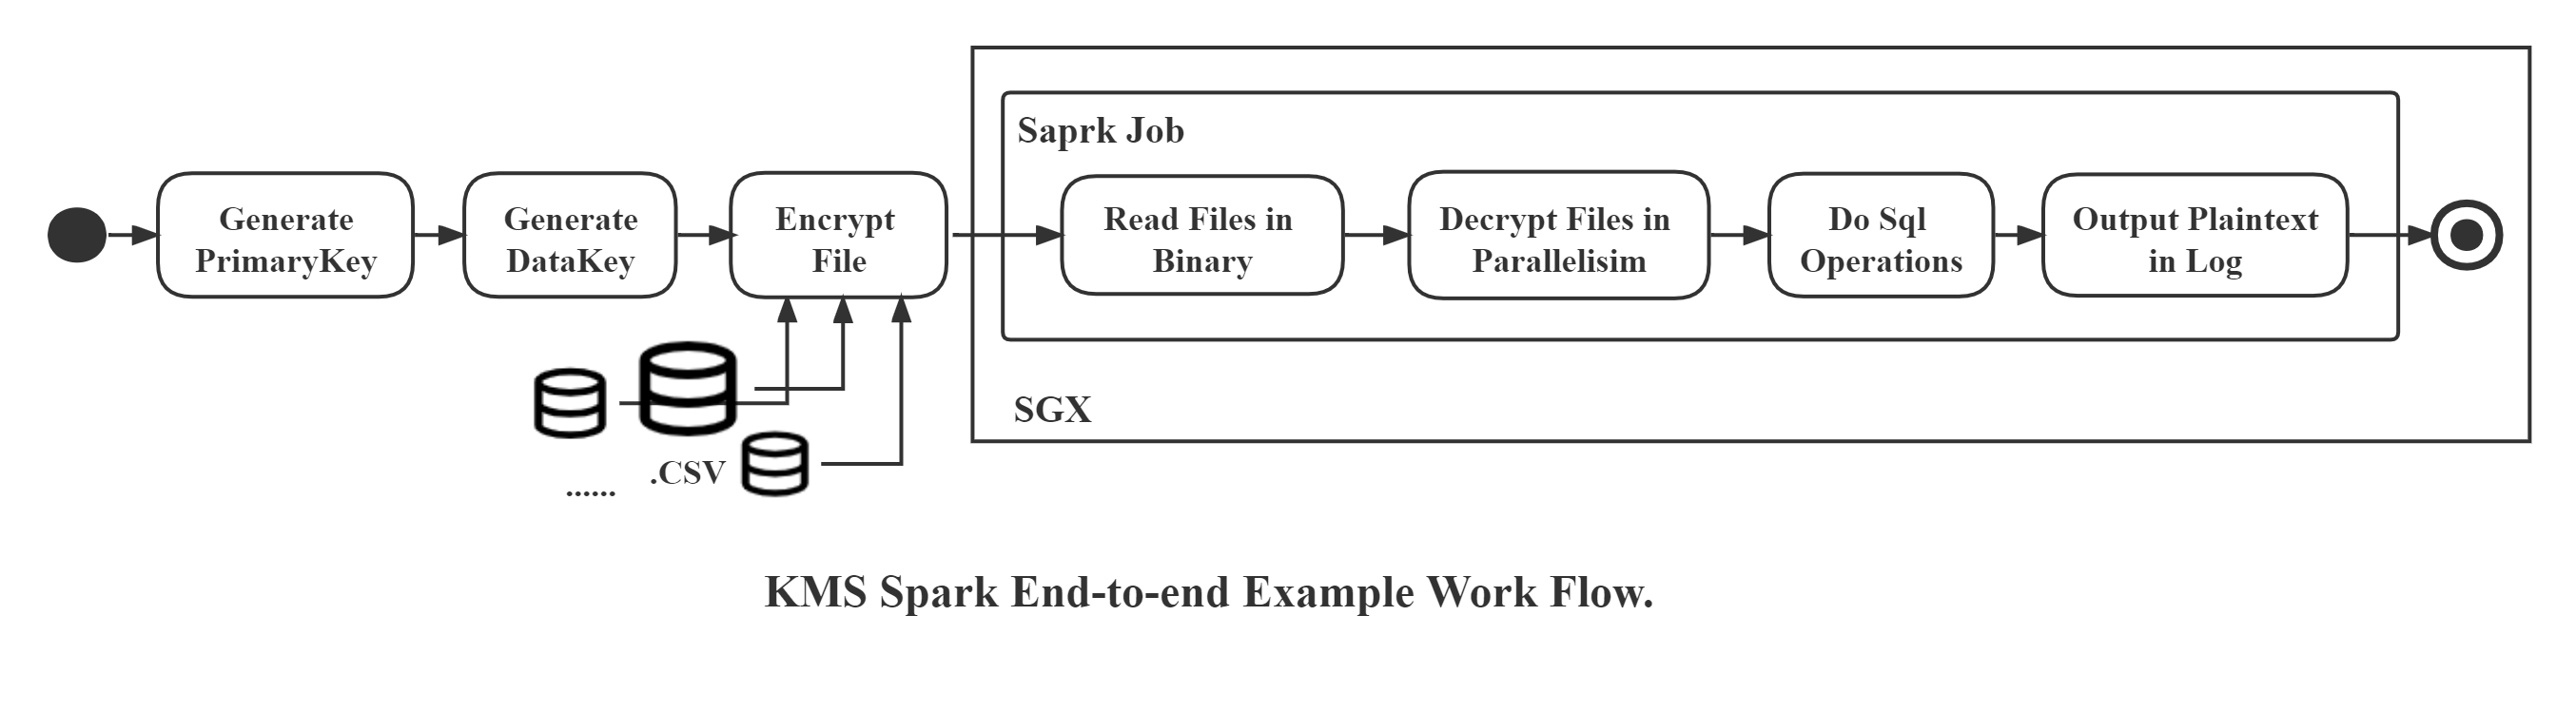 Generate
PrimaryKey
Generate
DataKey
Encrypt
File
Saprk Job
Read Files in
Binary
Decrypt Files in
Parallelisim
Do Sql
Operations
Output Plaintext
in Log
SGX
.CSV
......
KMS Spark End-to-end Example Work Flow.